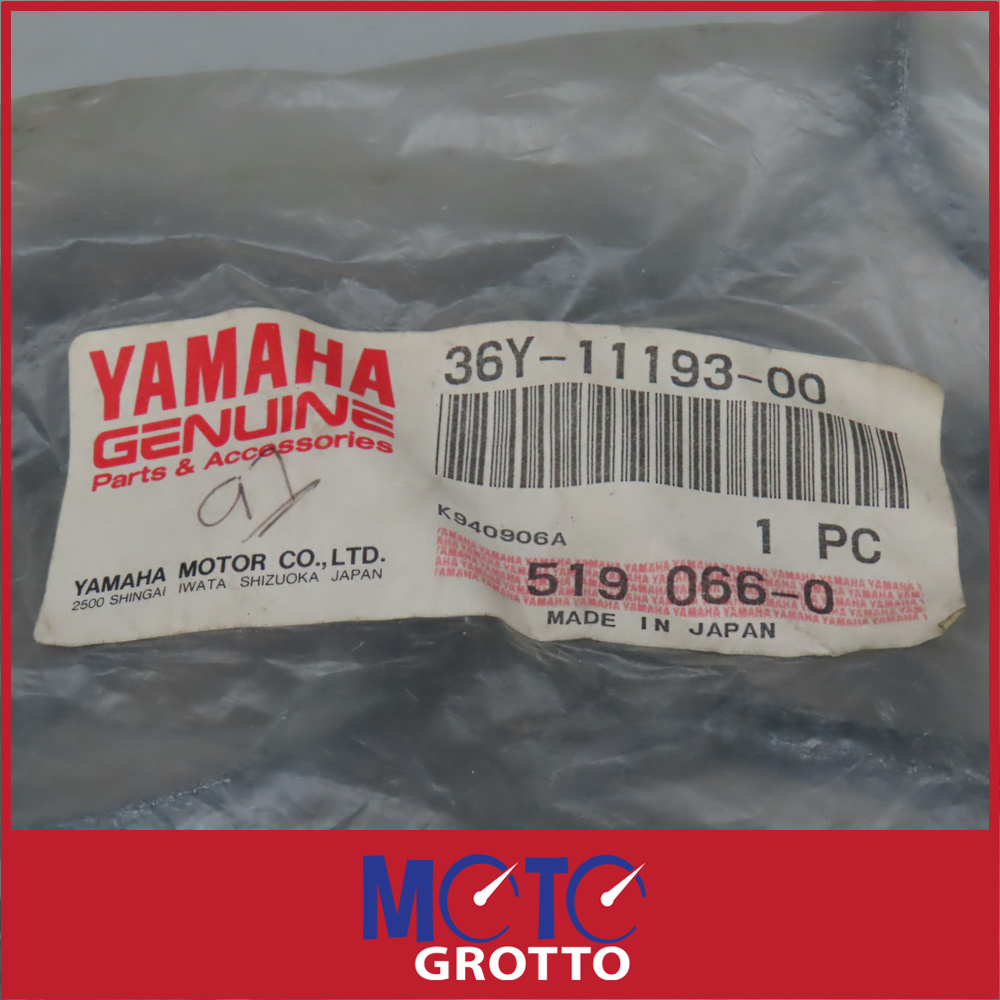 YAMAHA
GENUINE
Parts & Accessories
YAMAHA MOTOR CO., LTD.
2500 SHINGAI IWATA SHIZUOKA JAPAN
36Y-11193-00
K940906A
1 PC
519 066-0
MADE IN JAPAN
MOTO
GROTTO